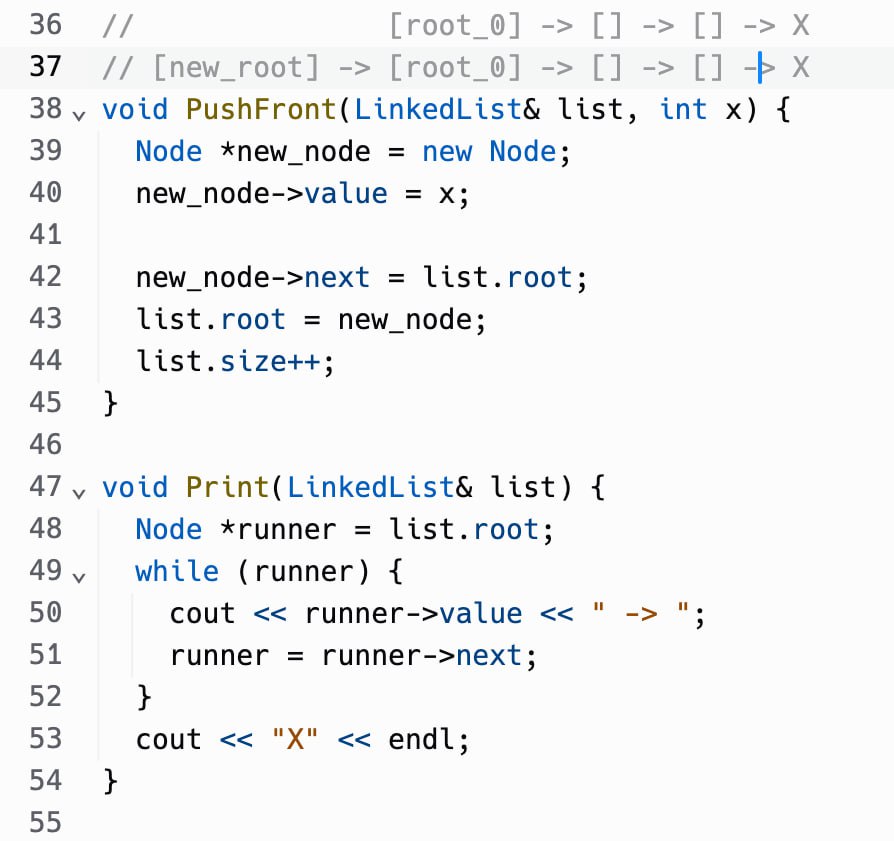 36 //               [root_0] -> [] -> [] -> X
37 // [new_root] -> [root_0] -> [] -> [] -> X
38 void PushFront(LinkedList& list, int x) {
39   Node *new_node = new Node;
40   new_node->value = x;
41
42   new_node->next = list.root;
43   list.root = new_node;
44   list.size++;
45 }
46
47 void Print(LinkedList& list) {
48   Node *runner = list.root;
49   while (runner) {
50     cout << runner->value << " -> ";
51     runner = runner->next;
52   }
53   cout << "X" << endl;
54 }
55